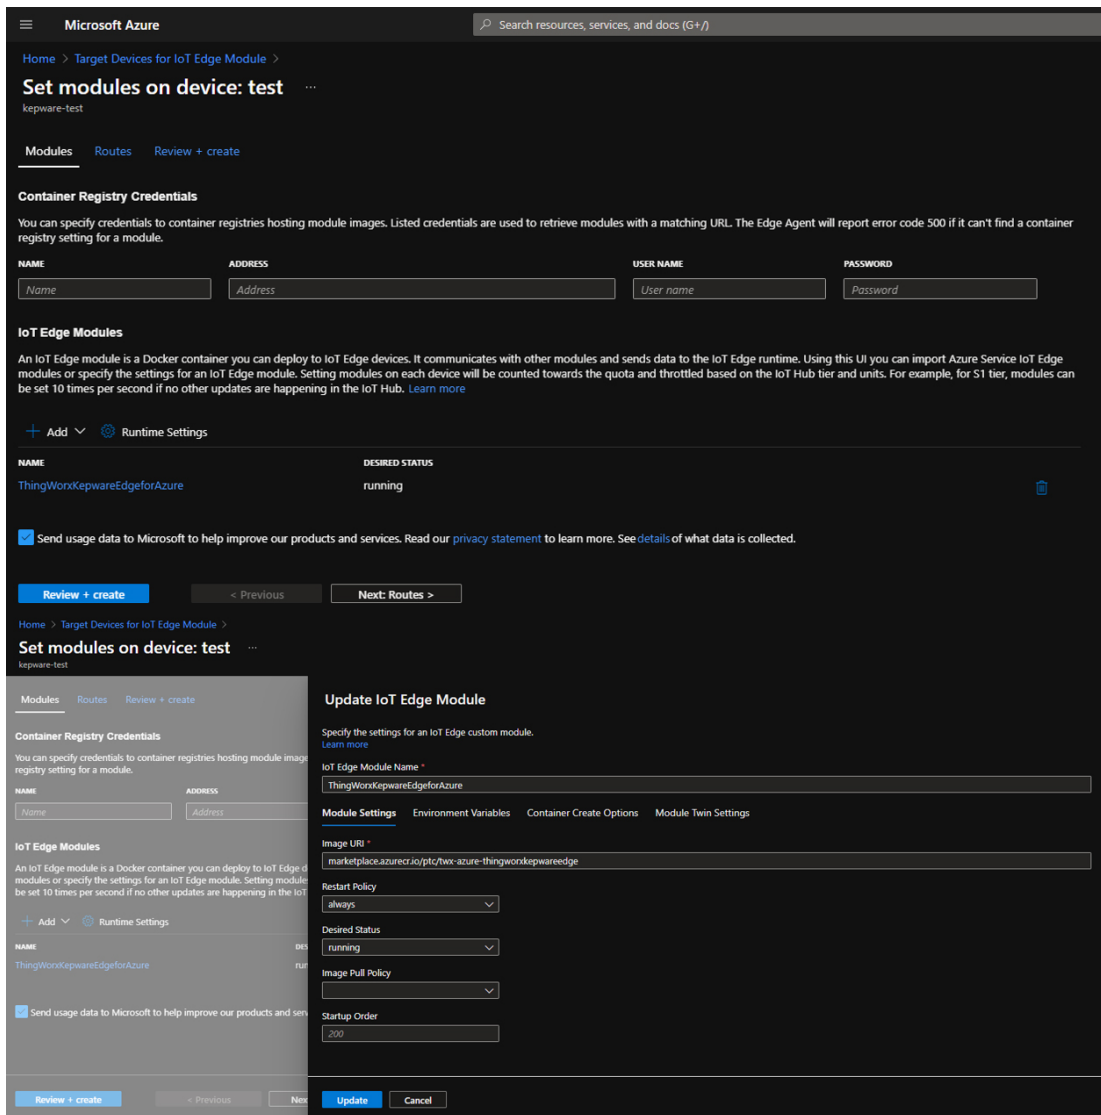 Microsoft Azure
Search resources, services, and docs (G+/)
Home > Target Devices for IoT Edge Module >
Set modules on device: test ...
kepware-test
Modules Routes Review + create
Container Registry Credentials
You can specify credentials to container registries hosting module images. Listed credentials are used to retrieve modules with a matching URL. The Edge Agent will report error code 500 if it can't find a container
registry setting for a module.
NAME ADDRESS USER NAME PASSWORD
Name Address User name Password
IoT Edge Modules
An IoT Edge module is a Docker container you can deploy to IoT Edge devices. It communicates with other modules and sends data to the IoT Edge runtime. Using this UI you can import Azure Service IoT Edge
modules or specify the settings for an IoT Edge module. Setting modules on each device will be counted towards the quota and throttled based on the IoT Hub tier and units. For example, for S1 tier, modules can
be set 10 times per second if no other updates are happening in the IoT Hub. Learn more
Add Runtime Settings
NAME DESIRED STATUS
ThingWorxKepwareEdgeforAzure running
Send usage data to Microsoft to help improve our products and services. Read our privacy statement to learn more. See details of what data is collected.
Review + create < Previous Next: Routes >
Home > Target Devices for IoT Edge Module >
Set modules on device: test ...
kepware-test
Modules Routes Review + create
Container Registry Credentials
You can specify credentials to container registries hosting module image
registry setting for a module.
NAME ADDRESS
Name Address
IoT Edge Modules
An IoT Edge module is a Docker container you can deploy to IoT Edge d
modules or specify the settings for an IoT Edge module. Setting module
be set 10 times per second if no other updates are happening in the IoT
Add Runtime Settings
NAME DES
ThingWorxKepwareEdgeforAzure run
Send usage data to Microsoft to help improve our products and serv
Review + create < Previous Nex
Update IoT Edge Module
Specify the settings for an IoT Edge custom module.
Learn more
IoT Edge Module Name *
ThingWorxKepwareEdgeforAzure
Module Settings Environment Variables Container Create Options Module Twin Settings
Image URI *
marketplace.azurecr.io/ptc/twx-azure-thingworxkepwareedge
Restart Policy
always
Desired Status
running
Image Pull Policy
Startup Order
200
Update Cancel